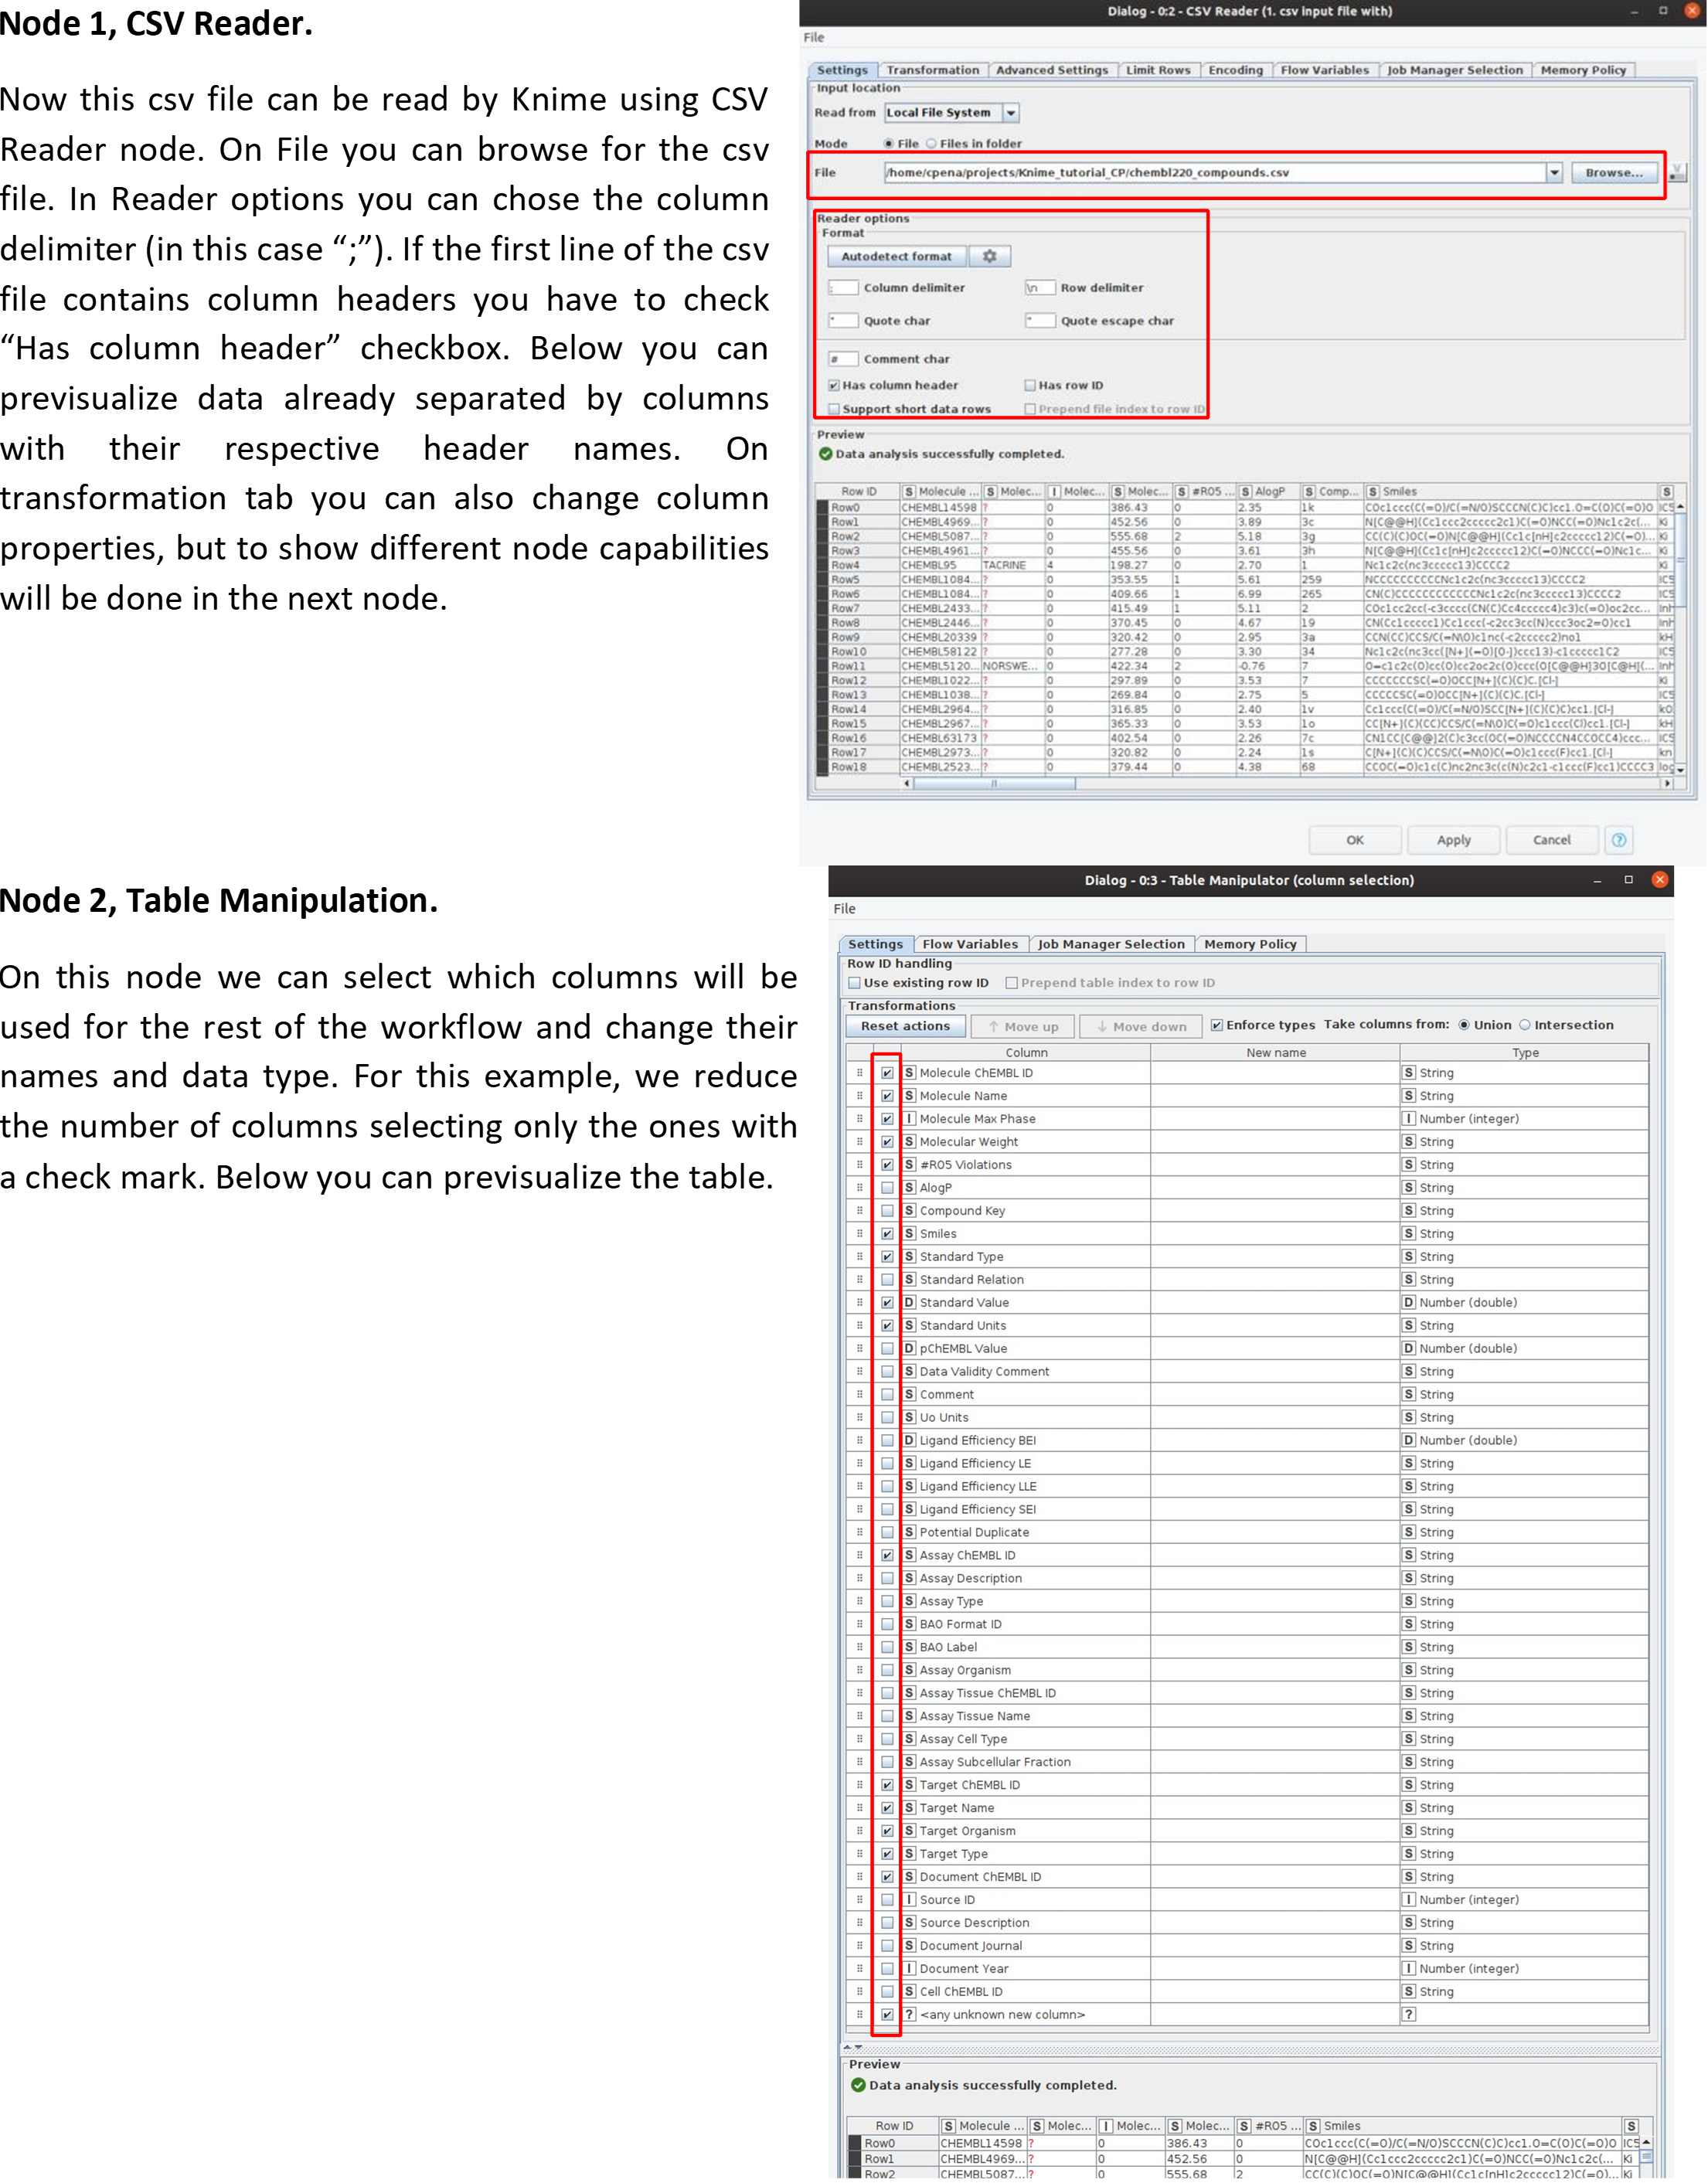 Node 1, CSV Reader.
Now this csv file can be read by Knime using CSV
Reader node. On File you can browse for the csv
file. In Reader options you can chose the column
delimiter (in this case “;”). If the first line of the csv
file contains column headers you have to check
“Has column header” checkbox. Below you can
previsualize data already separated by columns
with their respective header names. On
transformation tab you can also change column
properties, but to show different node capabilities
will be done in the next node.
Dialog - 0:2 - CSV Reader (1. csv input file with)
File
Settings Transformation Advanced Settings Limit Rows Encoding Flow Variables Job Manager Selection Memory Policy
Input location
Read from Local File System
Mode File Files in folder
File /home/cpena/projects/Knime_tutorial_CP/chembl220_compounds.csv Browse...
Reader options
Format
Autodetect format
; Column delimiter \n Row delimiter
" Quote char " Quote escape char
# Comment char
Has column header Has row ID
Support short data rows Prepend file index to row ID
Preview
Data analysis successfully completed.
Row ID S Molecule ... S Molec... I Molec... S Molec... S #RO5 ... S AlogP S Comp... S Smiles S
Row0 CHEMBL14598 ? 0 386.43 0 2.35 1k COc1ccc(C(=O)/C(=N/O)SCCCN(C)C)cc1.O=C(O)C(=O)O IC5
Row1 CHEMBL4969... ? 0 452.56 0 3.89 3c N[C@@H](Cc1ccc2ccccc2c1)C(=O)NCC(=O)Nc1c2c(... Ki
Row2 CHEMBL5087... ? 0 555.68 2 5.18 3g CC(C)(C)OC(=O)N[C@@H](Cc1c[nH]c2ccccc12)C(=O)... Ki
Row3 CHEMBL4961... ? 0 455.56 0 3.61 3h N[C@@H](Cc1c[nH]c2ccccc12)C(=O)NCCC(=O)Nc1c... Ki
Row4 CHEMBL95 TACRINE 4 198.27 0 2.70 1 Nc1c2c(nc3ccccc13)CCCC2 Ki
Row5 CHEMBL1084... ? 0 353.55 1 5.61 259 NCCCCCCCCCCNc1c2c(nc3ccccc13)CCCC2 IC5
Row6 CHEMBL1084... ? 0 409.66 1 6.99 265 CN(C)CCCCCCCCCCCCNc1c2c(nc3ccccc13)CCCC2 IC5
Row7 CHEMBL2433... ? 0 415.49 1 5.11 2 COc1cc2cc(-c3cccc(CN(C)Cc4ccccc4)c3)c(=O)oc2cc... Inh
Row8 CHEMBL2446... ? 0 370.45 0 4.67 19 CN(Cc1ccccc1)Cc1ccc(-c2cc3cc(N)ccc3oc2=O)cc1 Inh
Row9 CHEMBL20339 ? 0 320.42 0 2.95 3a CCN(CC)CCS/C(=N\O)c1nc(-c2ccccc2)no1 kH
Row10 CHEMBL58122 ? 0 277.28 0 3.30 34 Nc1c2c(nc3cc([N+](=O)[O-])ccc13)-c1ccccc1C2 IC5
Row11 CHEMBL5120... NORSWE... 0 422.34 2 -0.76 7 O=c1c2c(O)cc(O)cc2oc2c(O)ccc(O[C@@H]3O[C@H](... Inh
Row12 CHEMBL1022... ? 0 297.89 0 3.53 7 CCCCCCCSC(=O)OCC[N+](C)(C)C.[Cl-] Ki
Row13 CHEMBL1038... ? 0 269.84 0 2.75 5 CCCCCSC(=O)OCC[N+](C)(C)C.[Cl-] IC5
Row14 CHEMBL2964... ? 0 316.85 0 2.40 1v Cc1ccc(C(=O)/C(=N/O)SCC[N+](C)(C)C)cc1.[Cl-] kO
Row15 CHEMBL2967... ? 0 365.33 0 3.53 1o CC[N+](C)(CC)CCS/C(=N\O)C(=O)c1ccc(Cl)cc1.[Cl-] kH
Row16 CHEMBL63173 ? 0 402.54 0 2.26 7c CN1CC[C@@]2(C)c3cc(OC(=O)NCCCCN4CCOCC4)ccc... IC5
Row17 CHEMBL2973... ? 0 320.82 0 2.24 1s C[N+](C)(C)CCS/C(=N\O)C(=O)c1ccc(F)cc1.[Cl-] kn
Row18 CHEMBL2523... ? 0 379.44 0 4.38 68 CCOC(=O)c1c(C)nc2nc3c(c(N)c2c1-c1ccc(F)cc1)CCCC3 log
OK Apply Cancel ?
Node 2, Table Manipulation.
On this node we can select which columns will be
used for the rest of the workflow and change their
names and data type. For this example, we reduce
the number of columns selecting only the ones with
a check mark. Below you can previsualize the table.
Dialog - 0:3 - Table Manipulator (column selection)
File
Settings Flow Variables Job Manager Selection Memory Policy
Row ID handling
Use existing row ID Prepend table index to row ID
Transformations
Reset actions Move up Move down Enforce types Take columns from: Union Intersection
Column New name Type
S Molecule ChEMBL ID S String
S Molecule Name S String
I Molecule Max Phase I Number (integer)
S Molecular Weight S String
S #RO5 Violations S String
S AlogP S String
S Compound Key S String
S Smiles S String
S Standard Type S String
S Standard Relation S String
D Standard Value D Number (double)
S Standard Units S String
D pChEMBL Value D Number (double)
S Data Validity Comment S String
S Comment S String
S Uo Units S String
D Ligand Efficiency BEI D Number (double)
S Ligand Efficiency LE S String
S Ligand Efficiency LLE S String
S Ligand Efficiency SEI S String
S Potential Duplicate S String
S Assay ChEMBL ID S String
S Assay Description S String
S Assay Type S String
S BAO Format ID S String
S BAO Label S String
S Assay Organism S String
S Assay Tissue ChEMBL ID S String
S Assay Tissue Name S String
S Assay Cell Type S String
S Assay Subcellular Fraction S String
S Target ChEMBL ID S String
S Target Name S String
S Target Organism S String
S Target Type S String
S Document ChEMBL ID S String
I Source ID I Number (integer)
S Source Description S String
S Document Journal S String
I Document Year I Number (integer)
S Cell ChEMBL ID S String
? <any unknown new column> ?
Preview
Data analysis successfully completed.
Row ID S Molecule ... S Molec... I Molec... S Molec... S #RO5 ... S Smiles S
Row0 CHEMBL14598 ? 0 386.43 0 COc1ccc(C(=O)/C(=N/O)SCCCN(C)C)cc1.O=C(O)C(=O)O IC5
Row1 CHEMBL4969... ? 0 452.56 0 N[C@@H](Cc1ccc2ccccc2c1)C(=O)NCC(=O)Nc1c2c(... Ki
Row2 CHEMBL5087... ? 0 555.68 2 CC(C)(C)OC(=O)N[C@@H](Cc1c[nH]c2ccccc12)C(=O)... Ki